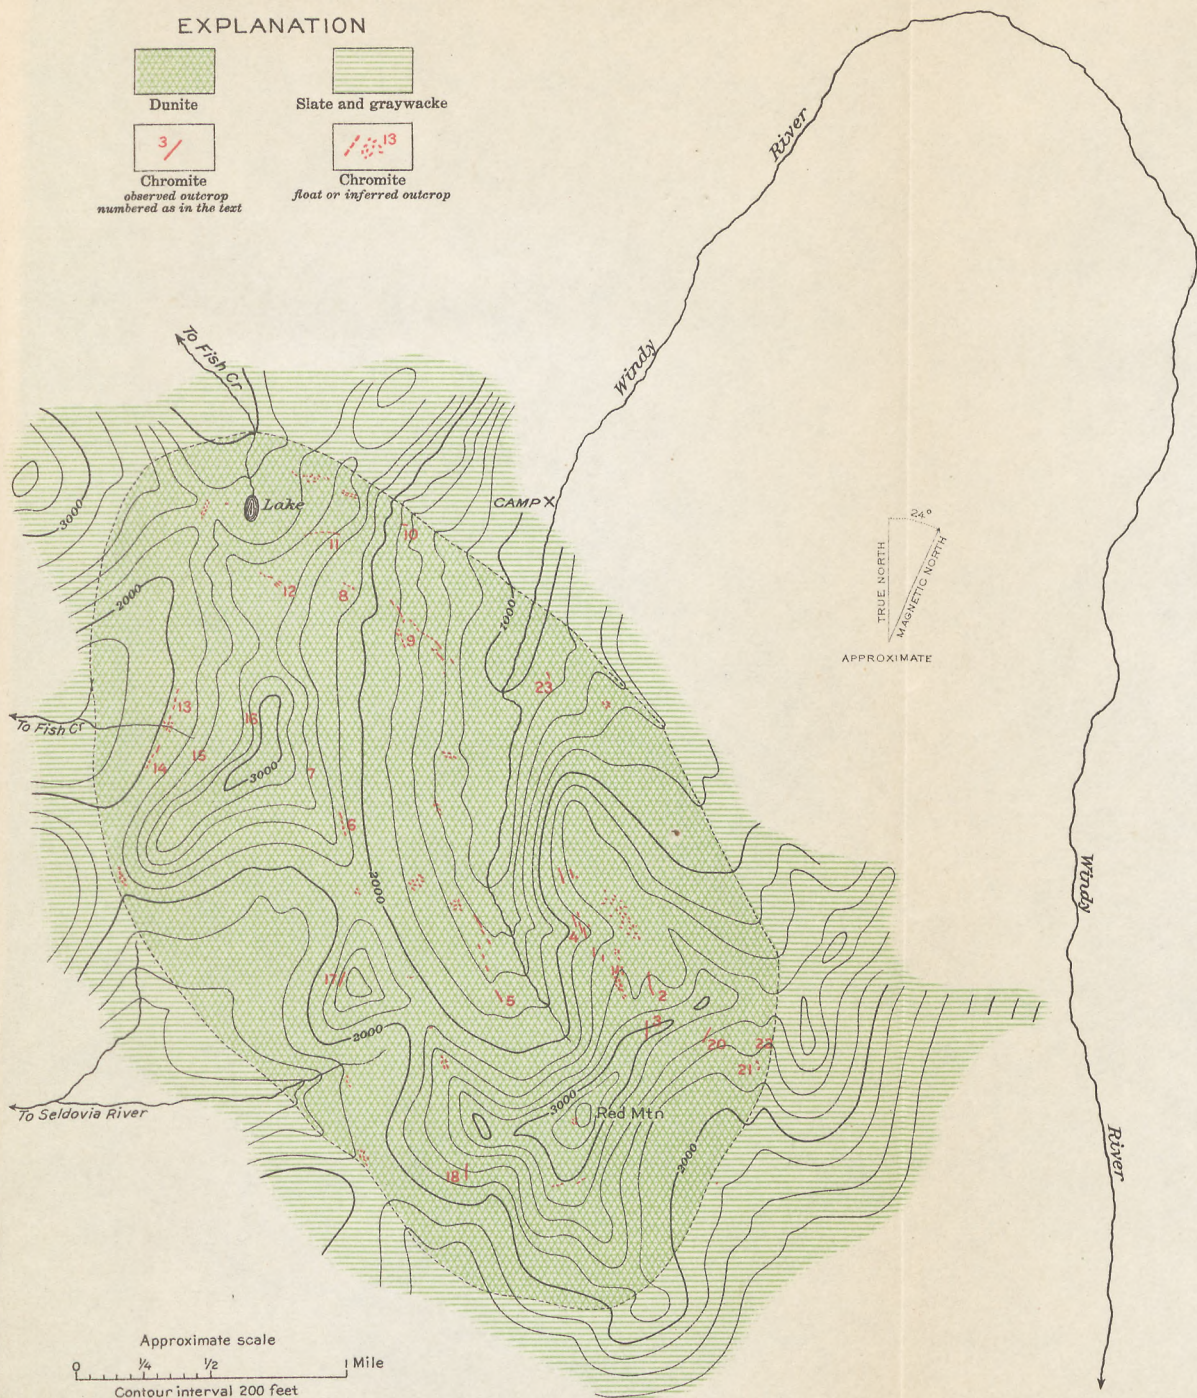 EXPLANATION
Dunite
Slate and graywacke
3
13
Chromite
observed outcrop
numbered as in the text
Chromite
float or inferred outcrop
River
Windy
To Fish Cr
3000
Lake
CAMP X
11
10
24°
TRUE NORTH
MAGNETIC NORTH
APPROXIMATE
2000
12
8
1000
9
23
13
To Fish Cr
16
14
15
3000
7
6
2000
Windy
4
17
5
2
3
2000
20
22
21
To Seldovia River
3000
Red Mtn
River
18
2000
Approximate scale
0 1/4 1/2 1 Mile
Contour interval 200 feet